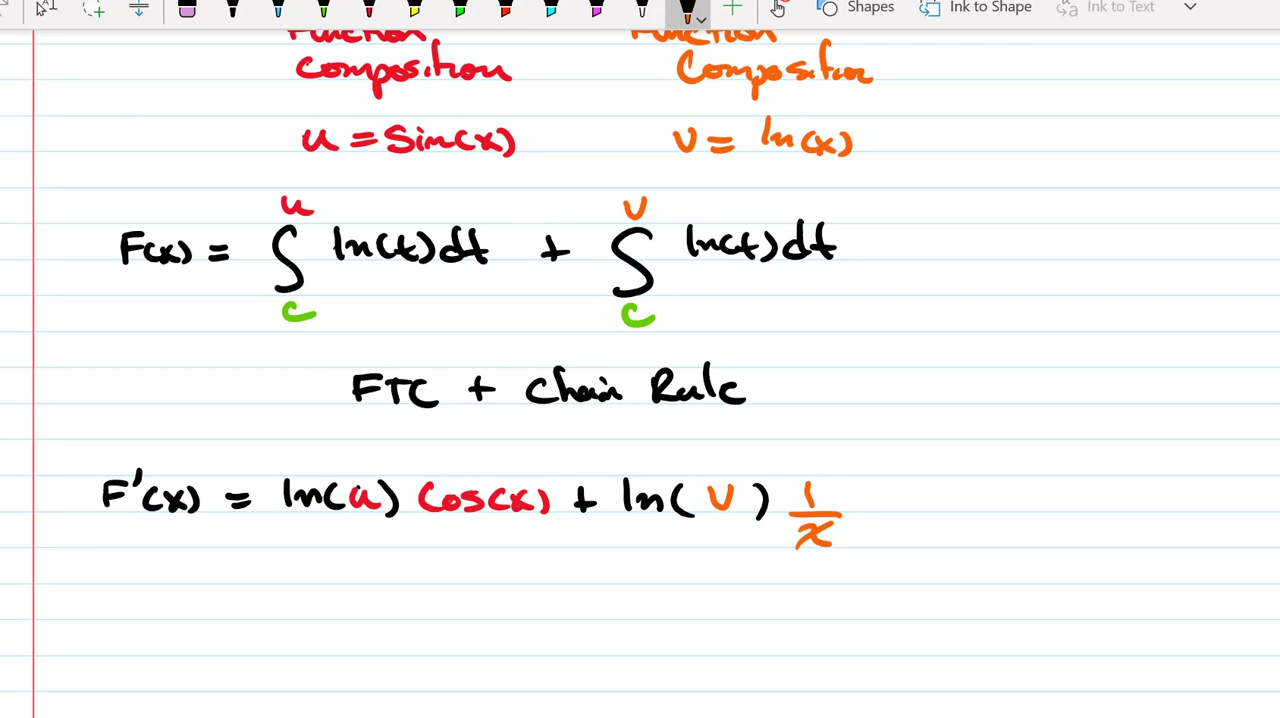 Shapes Ink to Shape Ink to Text
Function Function
Composition Composition
u = Sin(x) v = ln(x)
F(x) = ∫_c^u ln(t)dt + ∫_c^v ln(t)dt
FTC + Chain Rule
F'(x) = ln(u) Cos(x) + ln(v) 1/x